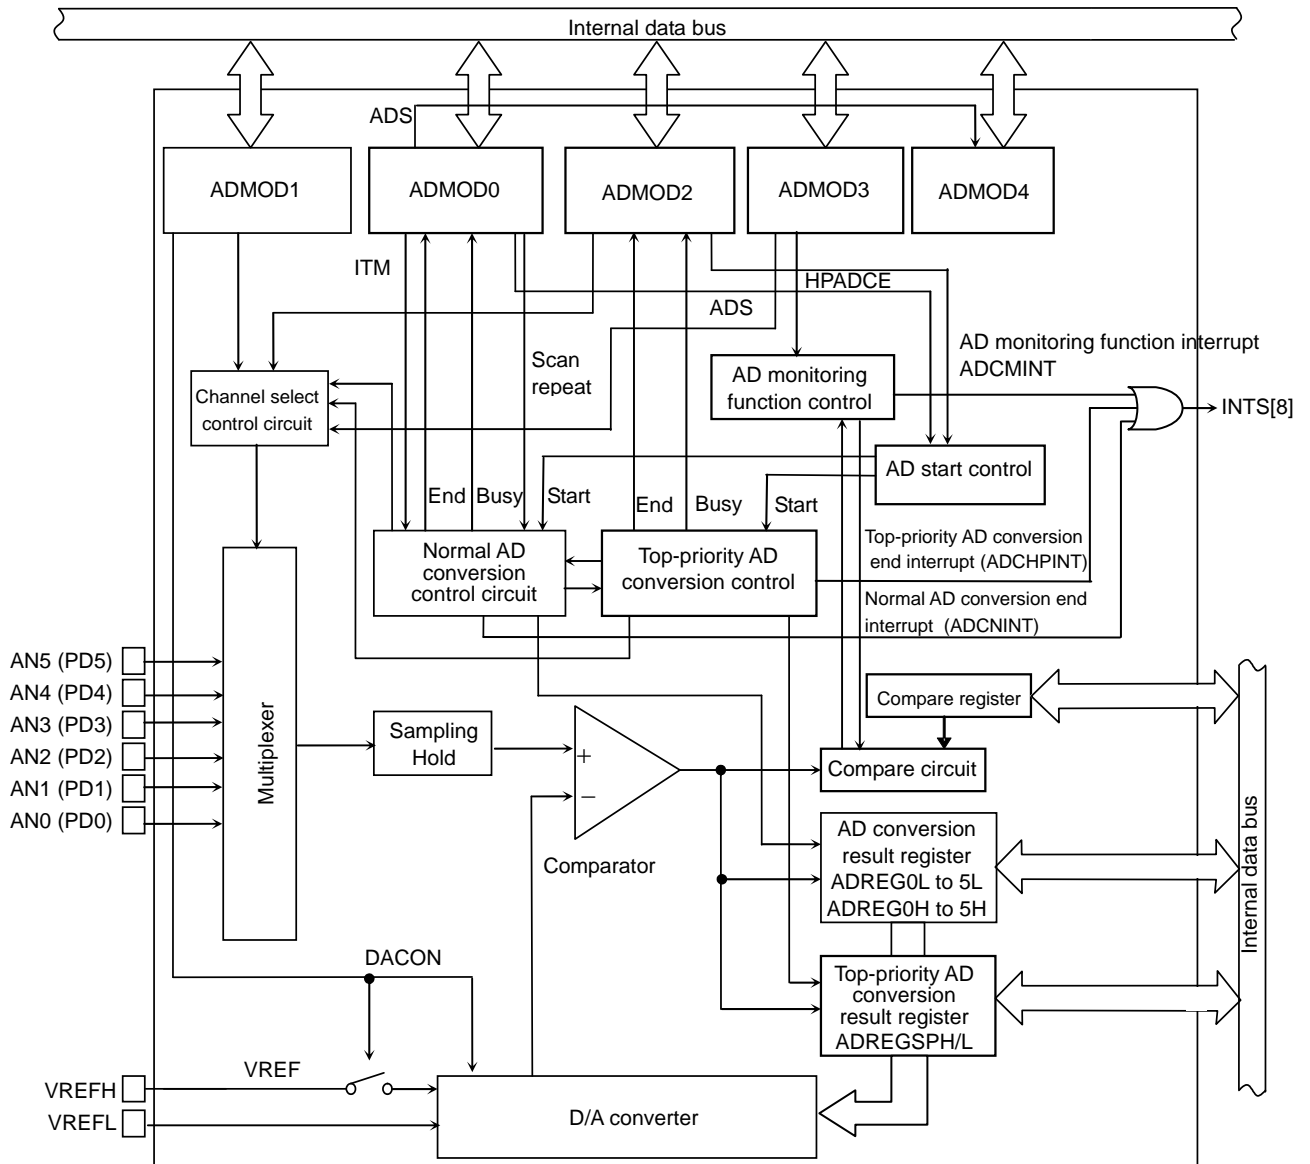 Internal data bus
ADS
ADMOD1
ADMOD0
ADMOD2
ADMOD3
ADMOD4
ITM
HPADCE
ADS
AD monitoring function interrupt
ADCMINT
Scan
repeat
AD monitoring
function control
Channel select
control circuit
INTS[8]
AD start control
End
Busy
Start
End
Busy
Start
Normal AD
conversion
control circuit
Top-priority AD
conversion control
Top-priority AD conversion
end interrupt (ADCHPINT)
Normal AD conversion end
interrupt (ADCNINT)
AN5 (PD5)
AN4 (PD4)
AN3 (PD3)
AN2 (PD2)
AN1 (PD1)
AN0 (PD0)
Multiplexer
Sampling
Hold
+
−
Comparator
Compare register
Compare circuit
AD conversion
result register
ADREG0L to 5L
ADREG0H to 5H
Internal data bus
DACON
Top-priority AD
conversion
result register
ADREGSPH/L
VREF
VREFH
VREFL
D/A converter